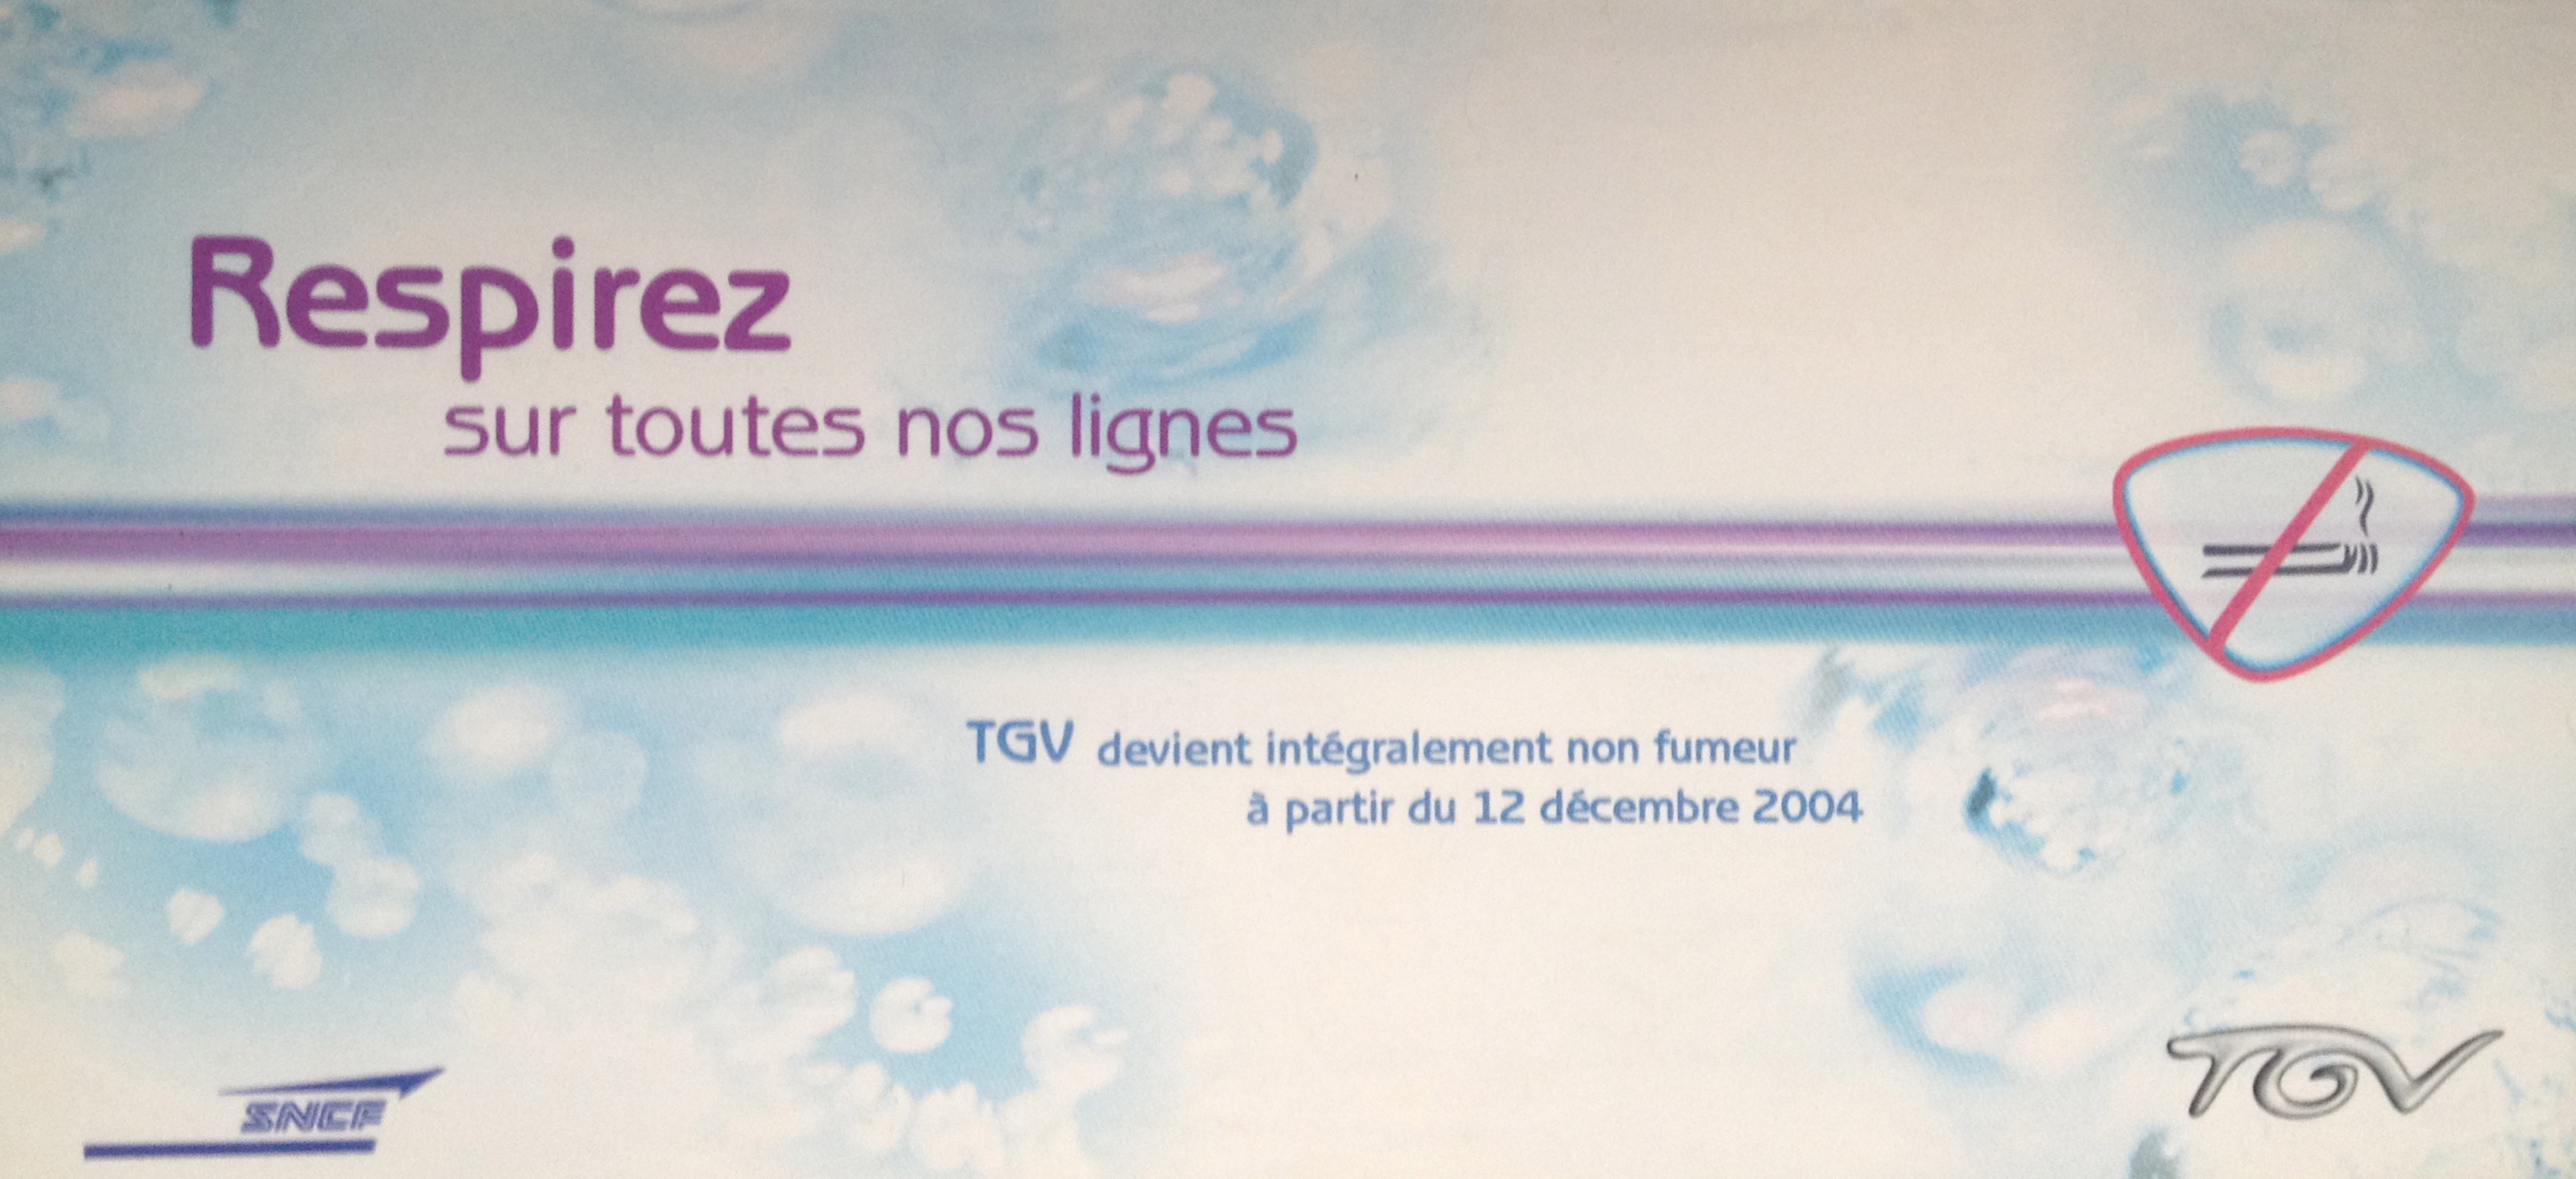 Respirez
sur toutes nos lignes
TGV devient intégralement non fumeur
à partir du 12 décembre 2004
SNCF
TGV